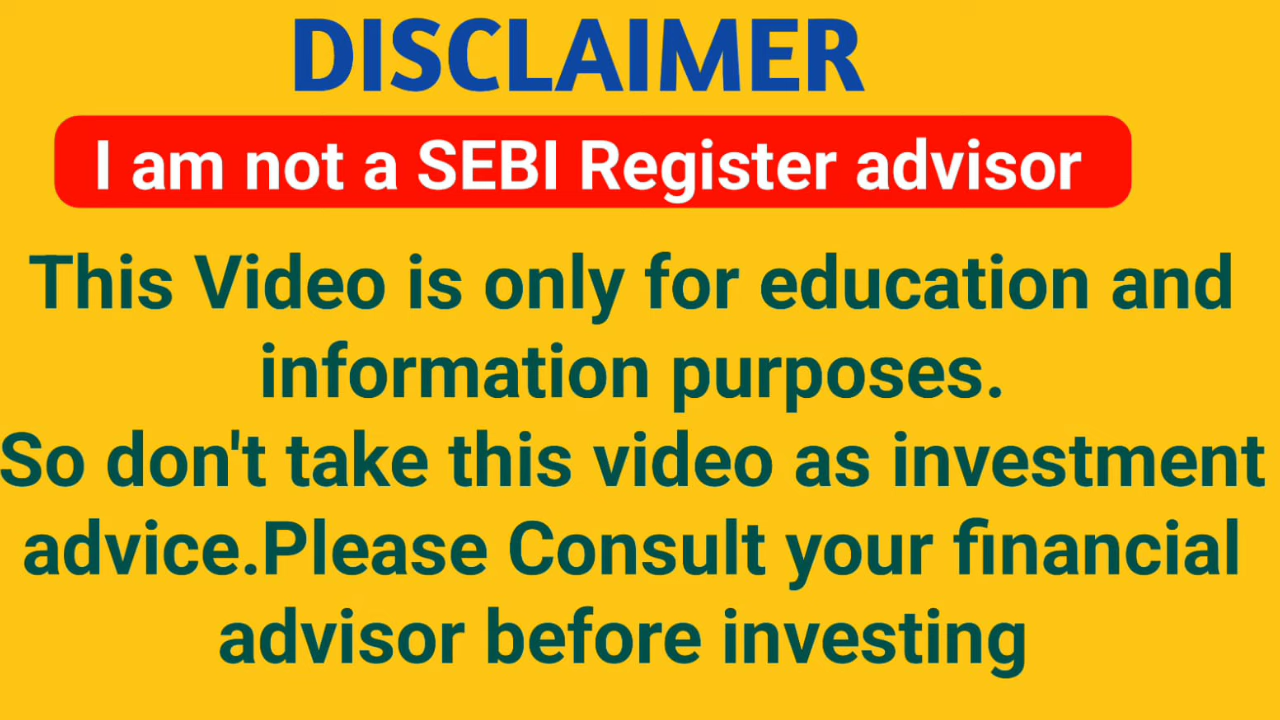 DISCLAIMER
I am not a SEBI Register advisor
This Video is only for education and
information purposes.
So don't take this video as investment
advice.Please Consult your financial
advisor before investing